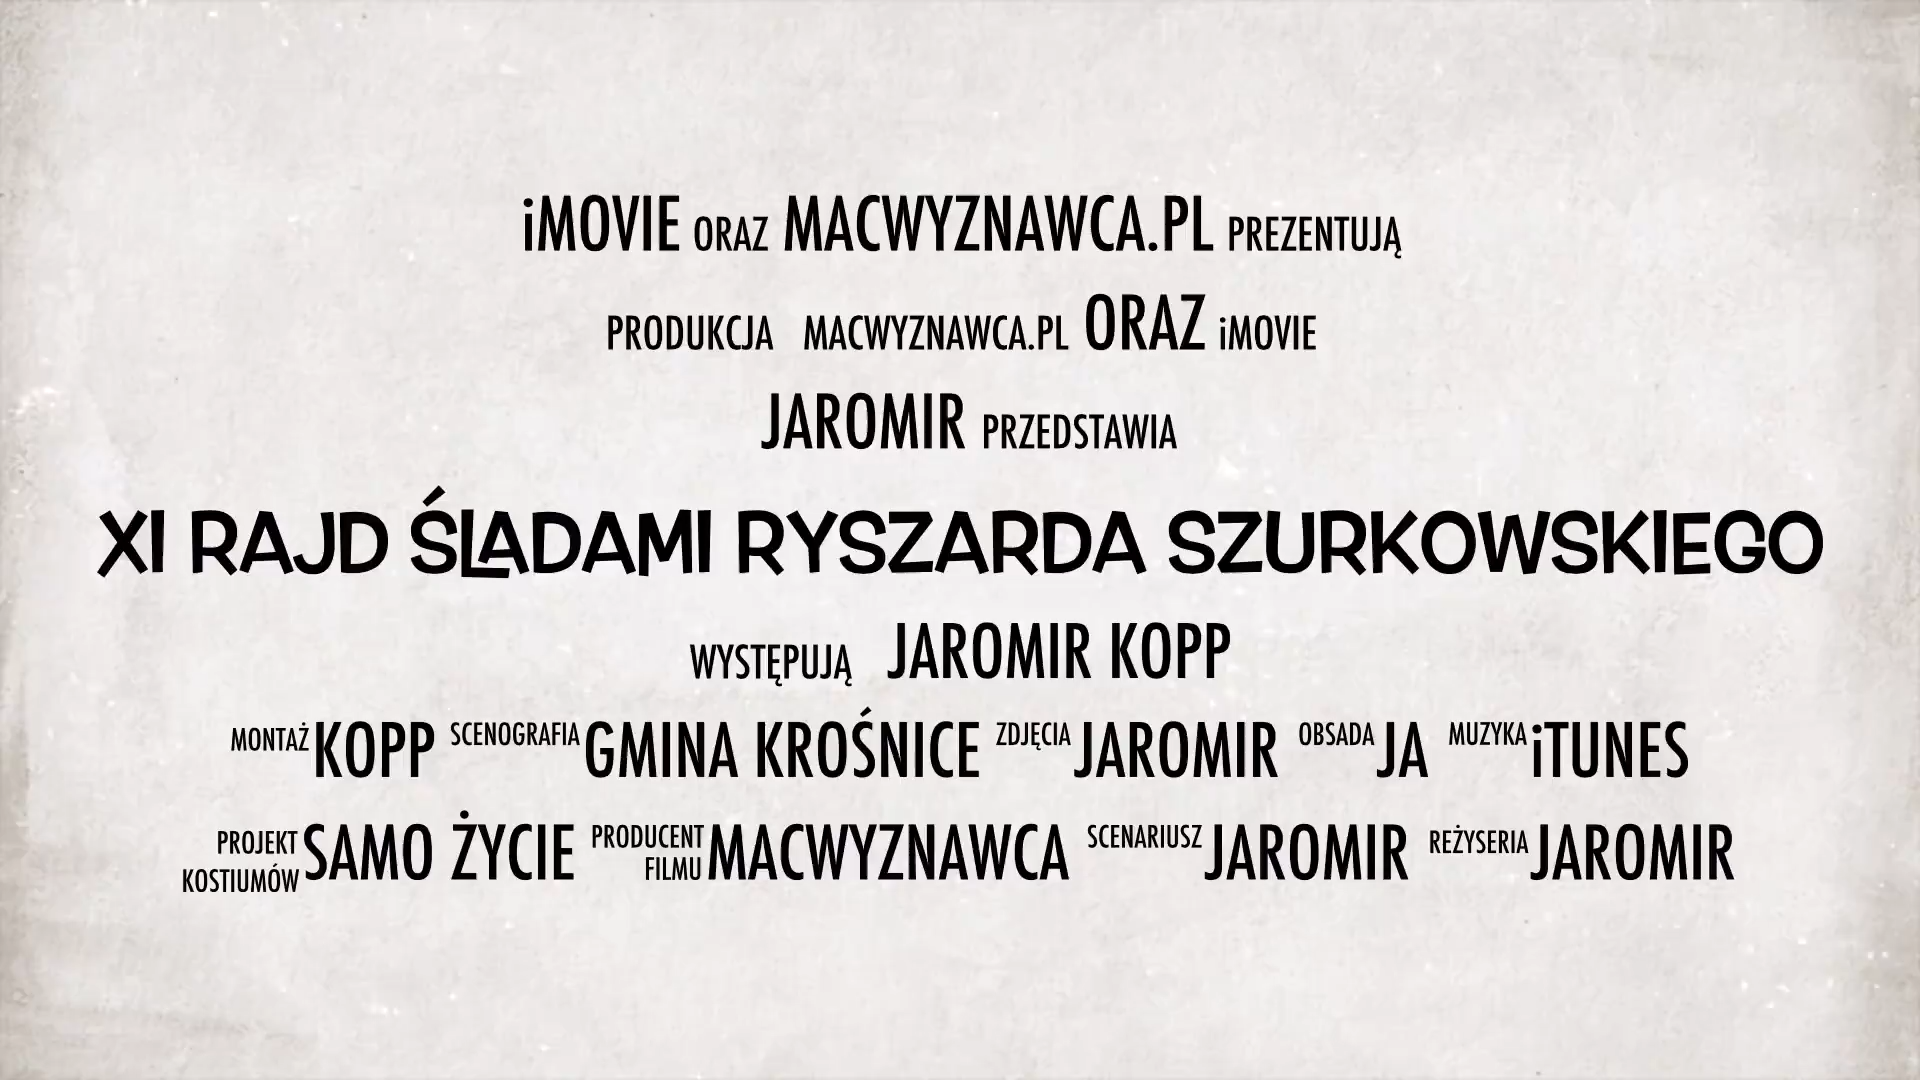 iMOVIE ORAZ MACWYZNAWCA.PL PREZENTUJĄ
PRODUKCJA MACWYZNAWCA.PL ORAZ iMOVIE
JAROMIR PRZEDSTAWIA
XI RAJD ŚLADAMI RYSZARDA SZURKOWSKIEGO
WYSTĘPUJĄ JAROMIR KOPP
MONTAŻ KOPP SCENOGRAFIA GMINA KROŚNICE ZDJĘCIA JAROMIR OBSADA JA MUZYKA iTUNES
PROJEKT KOSTIUMÓW SAMO ŻYCIE PRODUCENT FILMU MACWYZNAWCA SCENARIUSZ JAROMIR REŻYSERIA JAROMIR